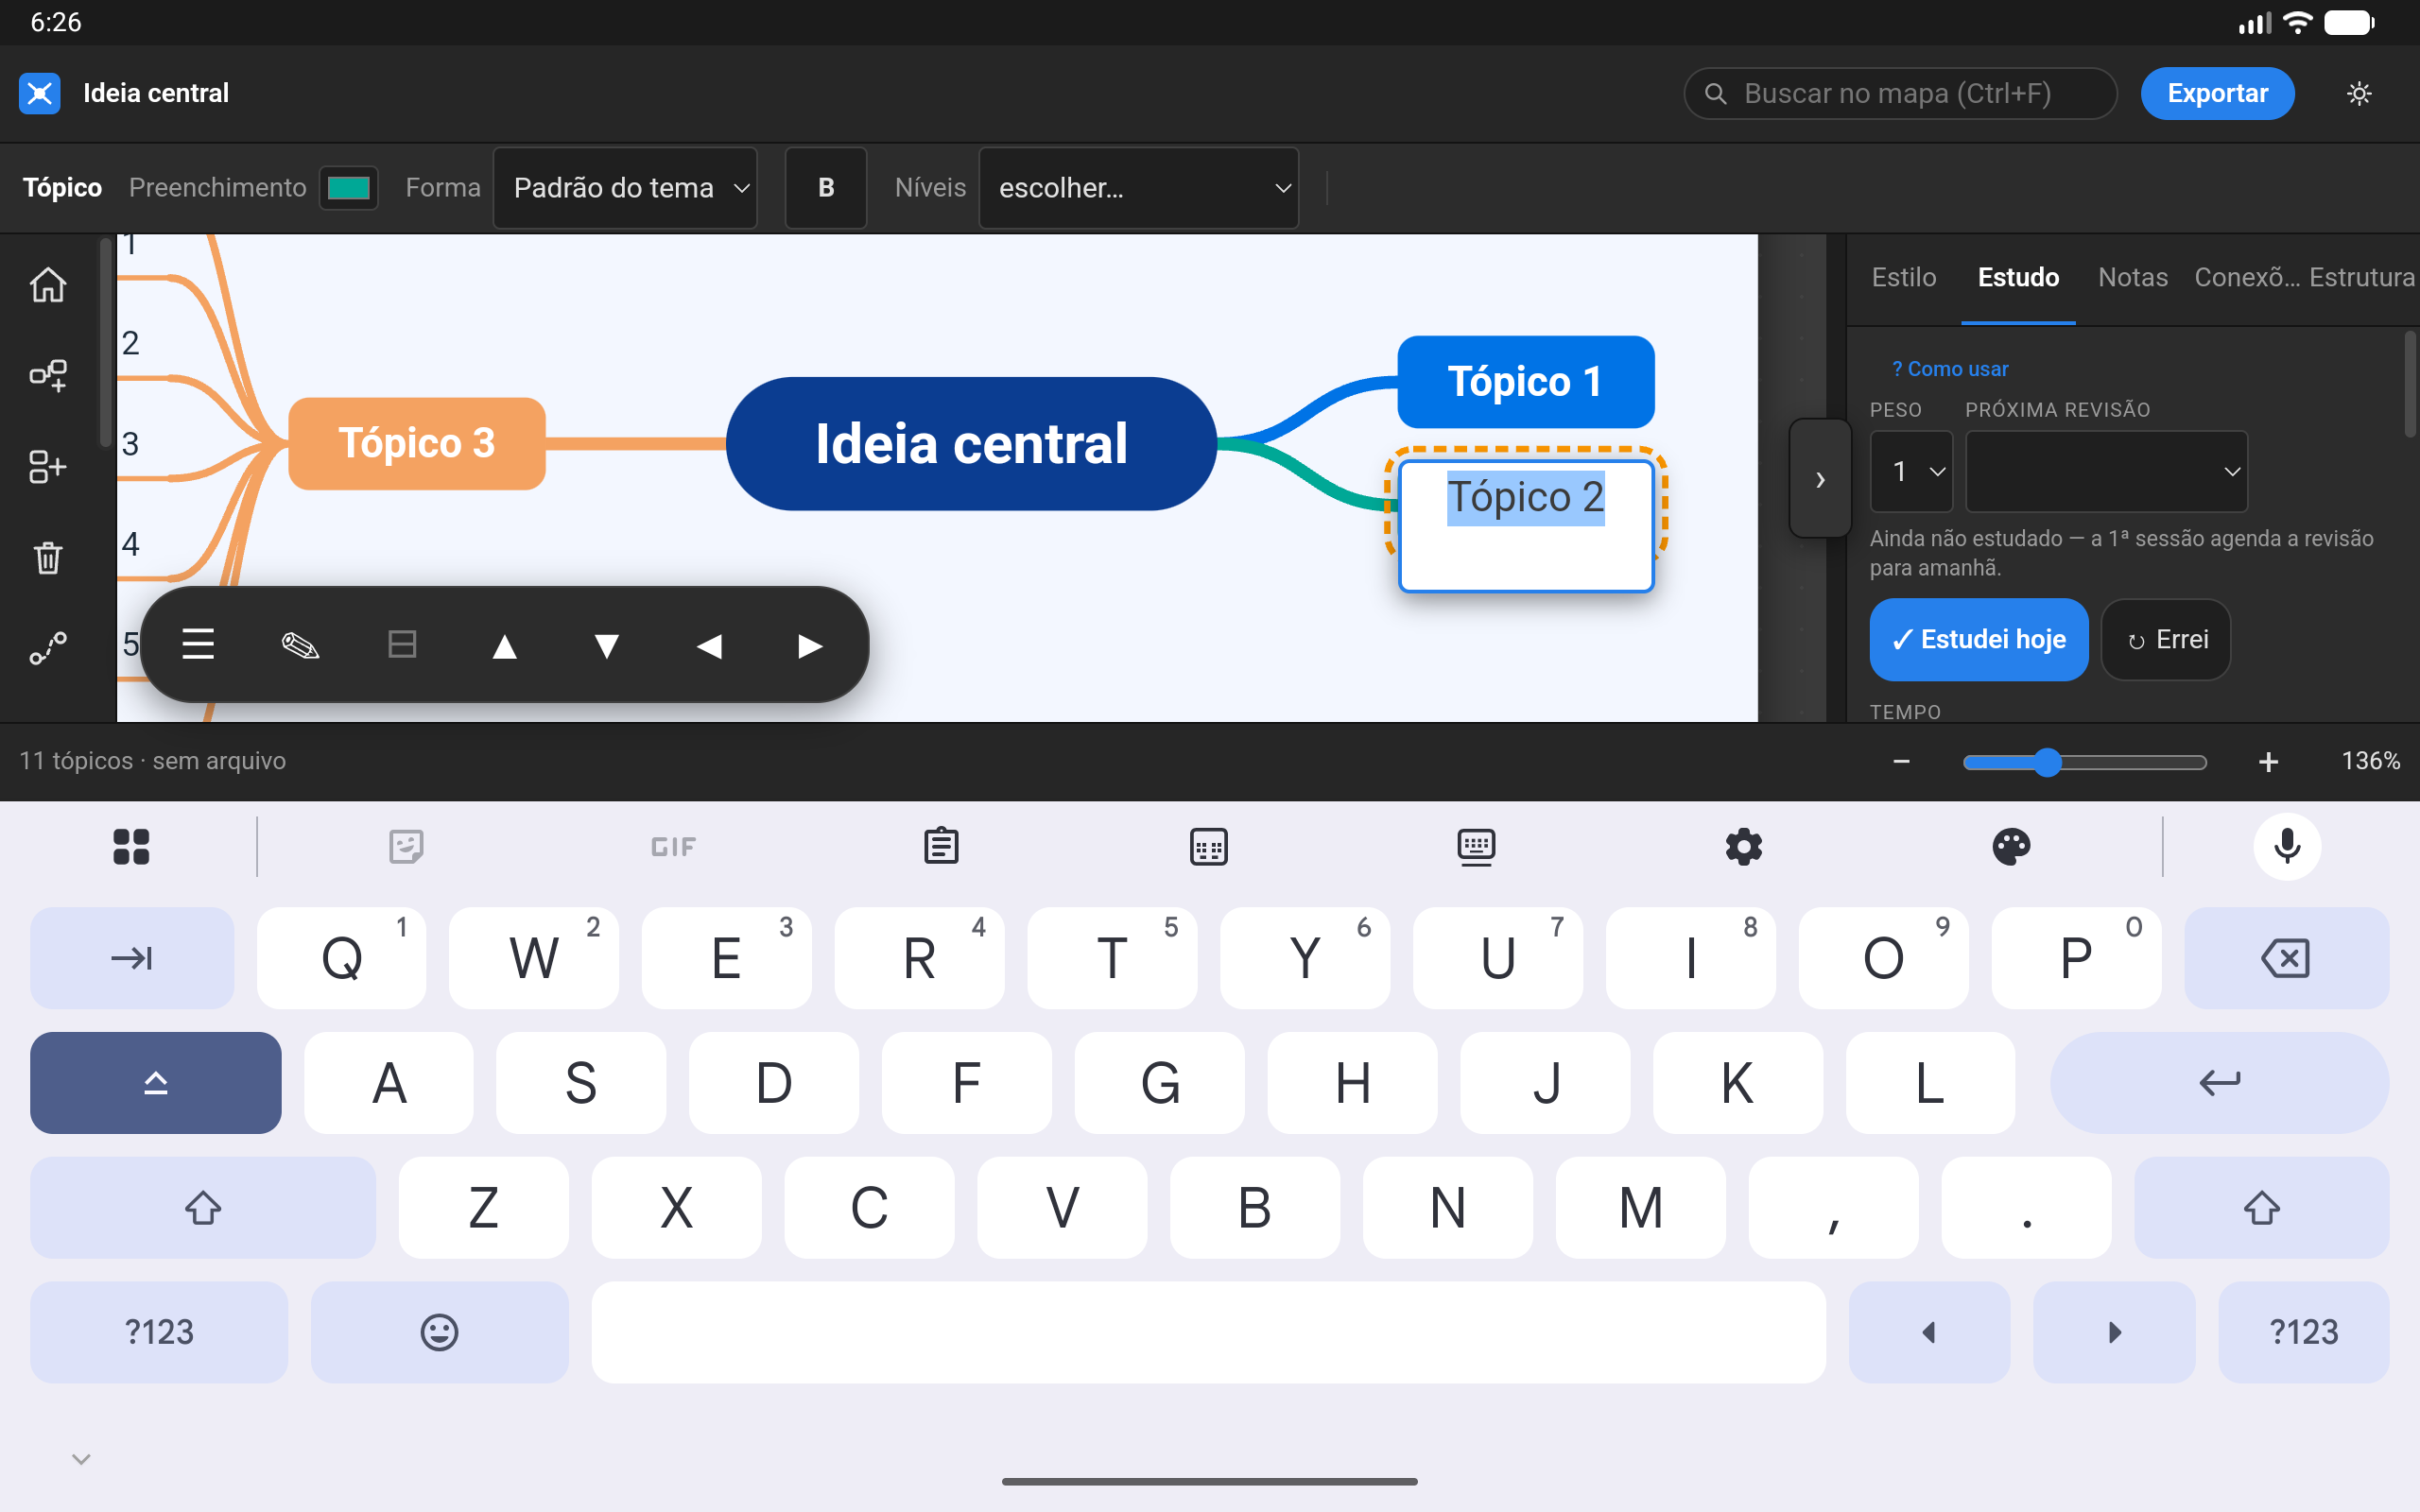 6:26
Ideia central
Buscar no mapa (Ctrl+F)
Exportar
Tópico
Preenchimento
Forma
Padrão do tema
B
Níveis
escolher...
1
2
3
4
5
Tópico 3
Ideia central
Tópico 1
Tópico 2
Estilo
Estudo
Notas
Conexõ...
Estrutura
? Como usar
PESO
PRÓXIMA REVISÃO
1
Ainda não estudado — a 1ª sessão agenda a revisão
para amanhã.
✓ Estudei hoje
↻ Errei
TEMPO
11 tópicos · sem arquivo
− + 136%
GIF
Q 1 W 2 E 3 R 4 T 5 Y 6 U 7 I 8 O 9 P 0
A S D F G H J K L
Z X C V B N M , .
?123 ?123